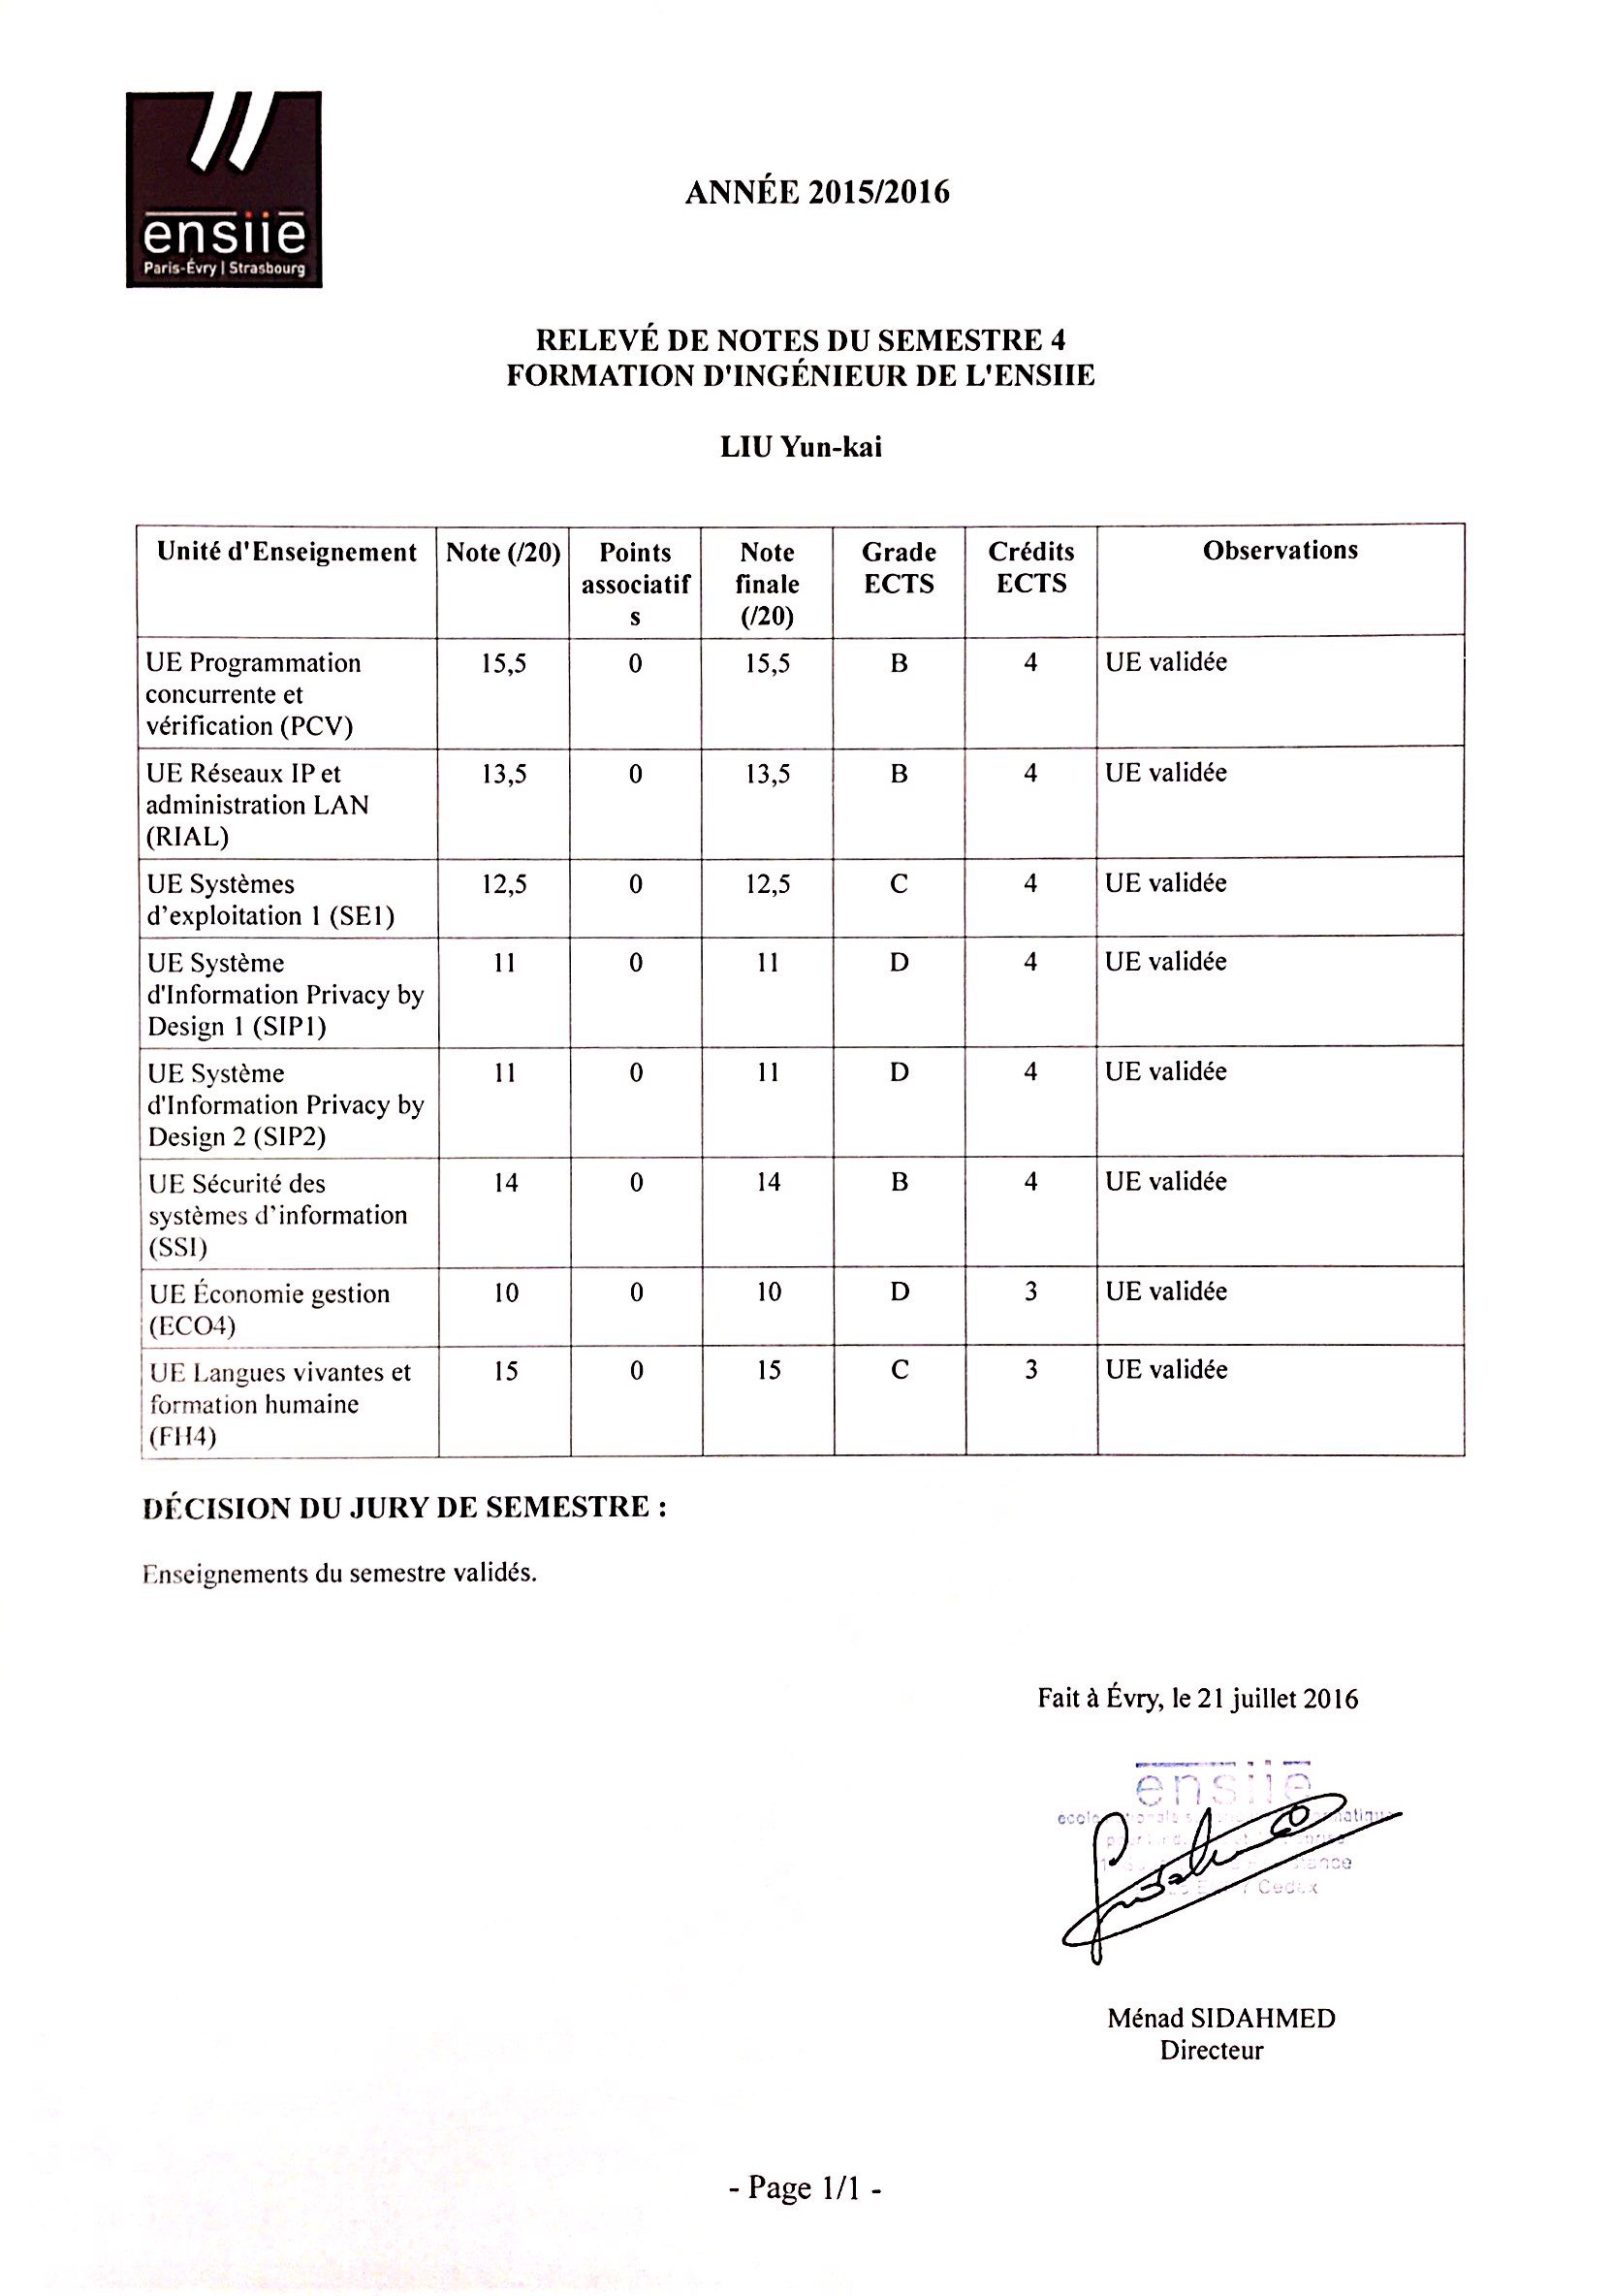 ensiie
Paris-Évry | Strasbourg
ANNÉE 2015/2016
RELEVÉ DE NOTES DU SEMESTRE 4
FORMATION D'INGÉNIEUR DE L'ENSIIE
LIU Yun-kai
Unité d'Enseignement Note (/20) Points associatif s Note finale (/20) Grade ECTS Crédits ECTS Observations
UE Programmation 15,5 0 15,5 B 4 UE validée
concurrente et
vérification (PCV)
UE Réseaux IP et 13,5 0 13,5 B 4 UE validée
administration LAN
(RIAL)
UE Systèmes 12,5 0 12,5 C 4 UE validée
d’exploitation 1 (SE1)
UE Système 11 0 11 D 4 UE validée
d'Information Privacy by
Design 1 (SIP1)
UE Système 11 0 11 D 4 UE validée
d'Information Privacy by
Design 2 (SIP2)
UE Sécurité des 14 0 14 B 4 UE validée
systèmes d’information
(SSI)
UE Économie gestion 10 0 10 D 3 UE validée
(ECO4)
UE Langues vivantes et 15 0 15 C 3 UE validée
formation humaine
(FH4)
DÉCISION DU JURY DE SEMESTRE :
Enseignements du semestre validés.
Fait à Évry, le 21 juillet 2016
ensiie
Cedex
Ménad SIDAHMED
Directeur
- Page 1/1 -